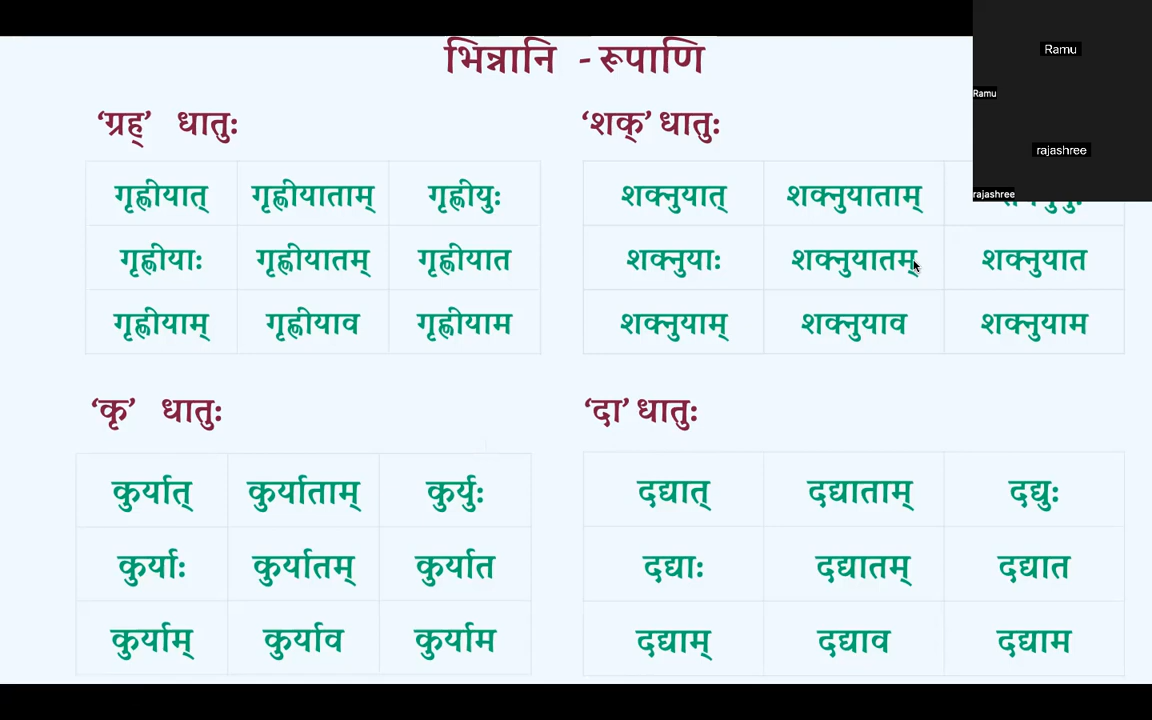 भिन्नानि - रूपाणि
Ramu
Ramu
rajashree
rajashree
‘ग्रह्’ धातुः
गृह्णीयात् गृह्णीयाताम् गृह्णीयुः
गृह्णीयाः गृह्णीयातम् गृह्णीयात
गृह्णीयाम् गृह्णीयाव गृह्णीयाम
‘शक्’ धातुः
शक्नुयात् शक्नुयाताम्
शक्नुयाः शक्नुयातम् शक्नुयात
शक्नुयाम् शक्नुयाव शक्नुयाम
‘कृ’ धातुः
कुर्यात् कुर्याताम् कुर्युः
कुर्याः कुर्यातम् कुर्यात
कुर्याम् कुर्याव कुर्याम
‘दा’ धातुः
दद्यात् दद्याताम् दद्युः
दद्याः दद्यातम् दद्यात
दद्याम् दद्याव दद्याम